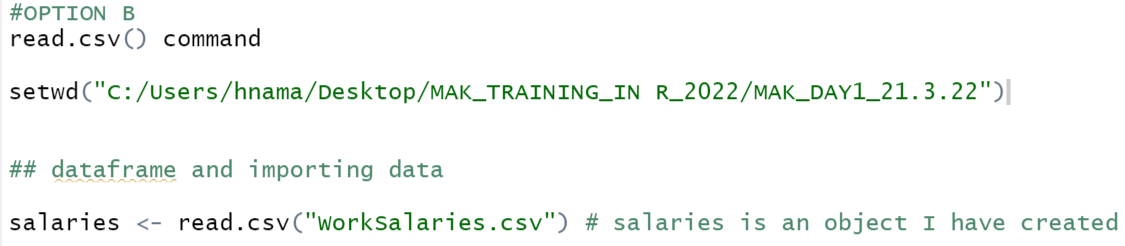 #OPTION B
read.csv() command
setwd("C:/Users/hnama/Desktop/MAK_TRAINING_IN R_2022/MAK_DAY1_21.3.22")
## dataframe and importing data
salaries <- read.csv("WorkSalaries.csv") # salaries is an object I have created